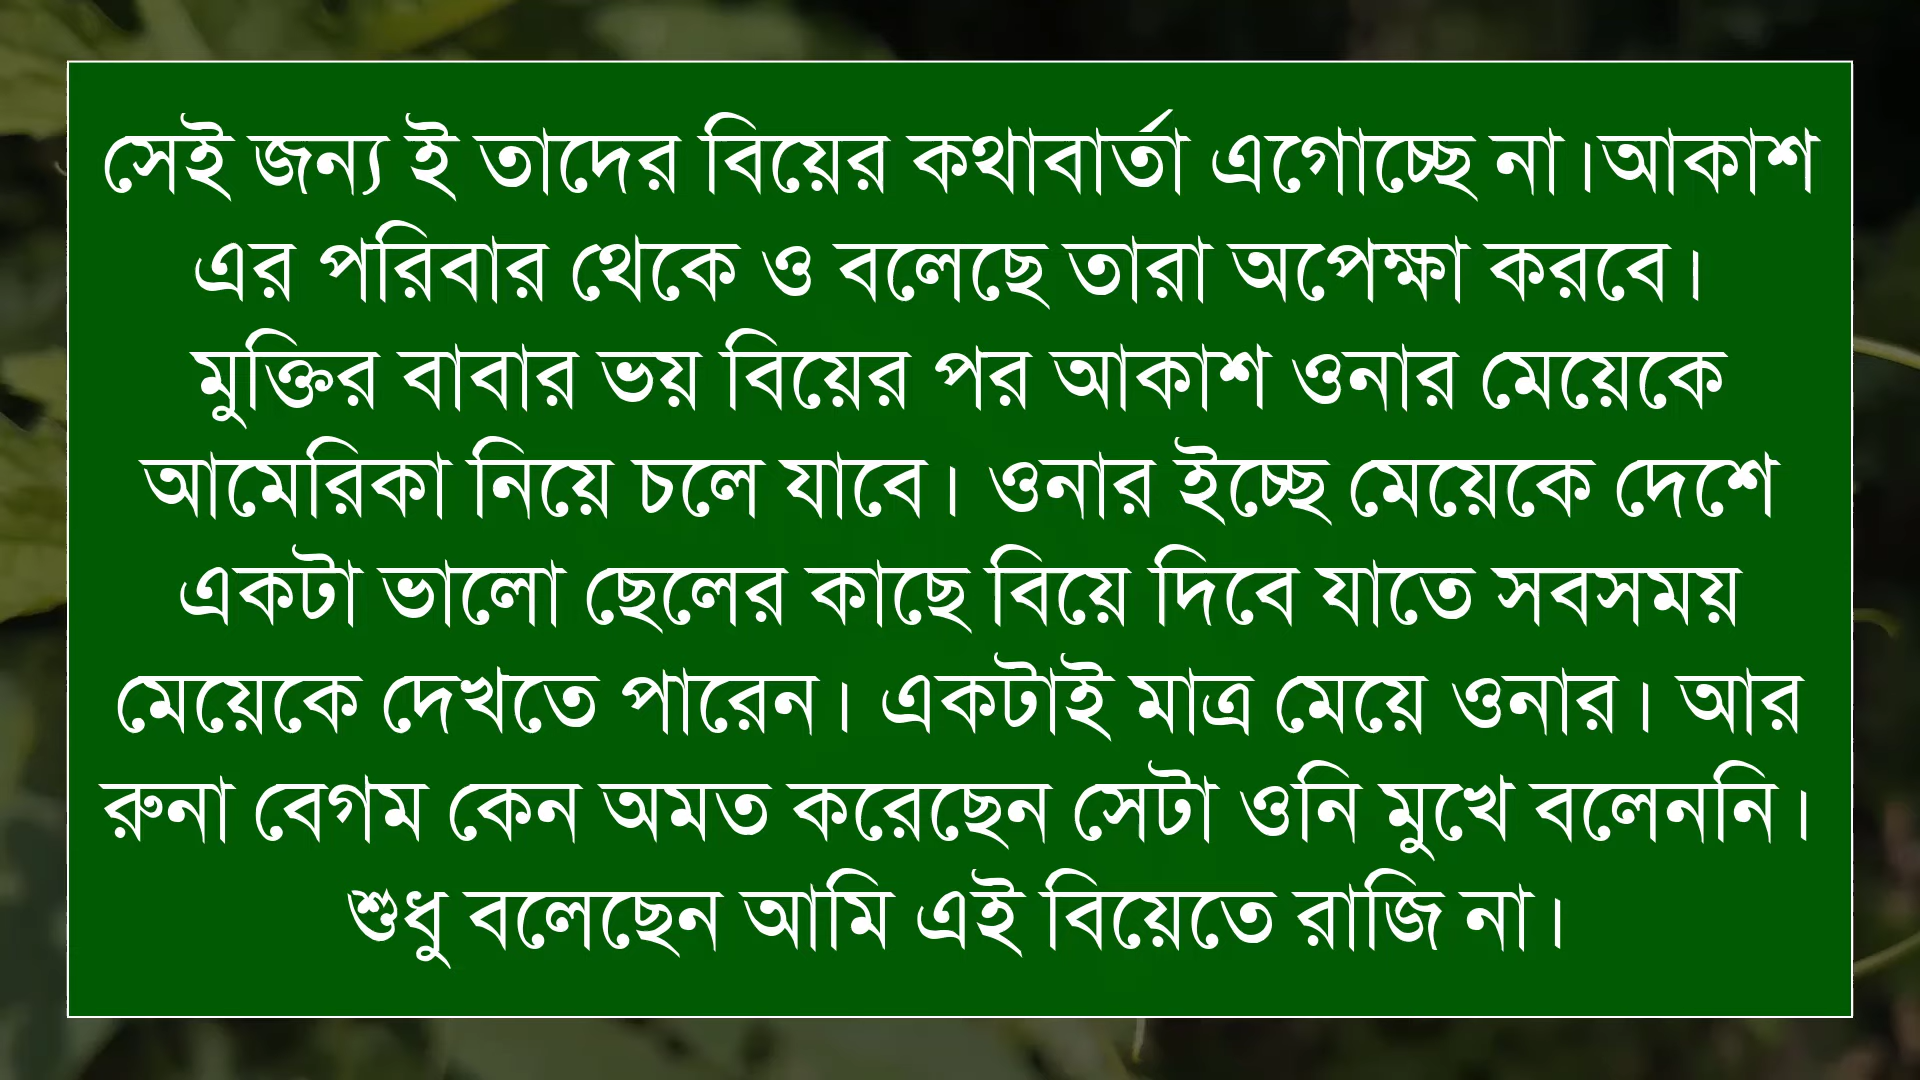 সেই জন্য ই তাদের বিয়ের কথাবার্তা এগোচ্ছে না।আকাশ
এর পরিবার থেকে ও বলেছে তারা অপেক্ষা করবে।
মুক্তির বাবার ভয় বিয়ের পর আকাশ ওনার মেয়েকে
আমেরিকা নিয়ে চলে যাবে। ওনার ইচ্ছে মেয়েকে দেশে
একটা ভালো ছেলের কাছে বিয়ে দিবে যাতে সবসময়
মেয়েকে দেখতে পারেন। একটাই মাত্র মেয়ে ওনার। আর
রুনা বেগম কেন অমত করেছেন সেটা ওনি মুখে বলেননি।
শুধু বলেছেন আমি এই বিয়েতে রাজি না।